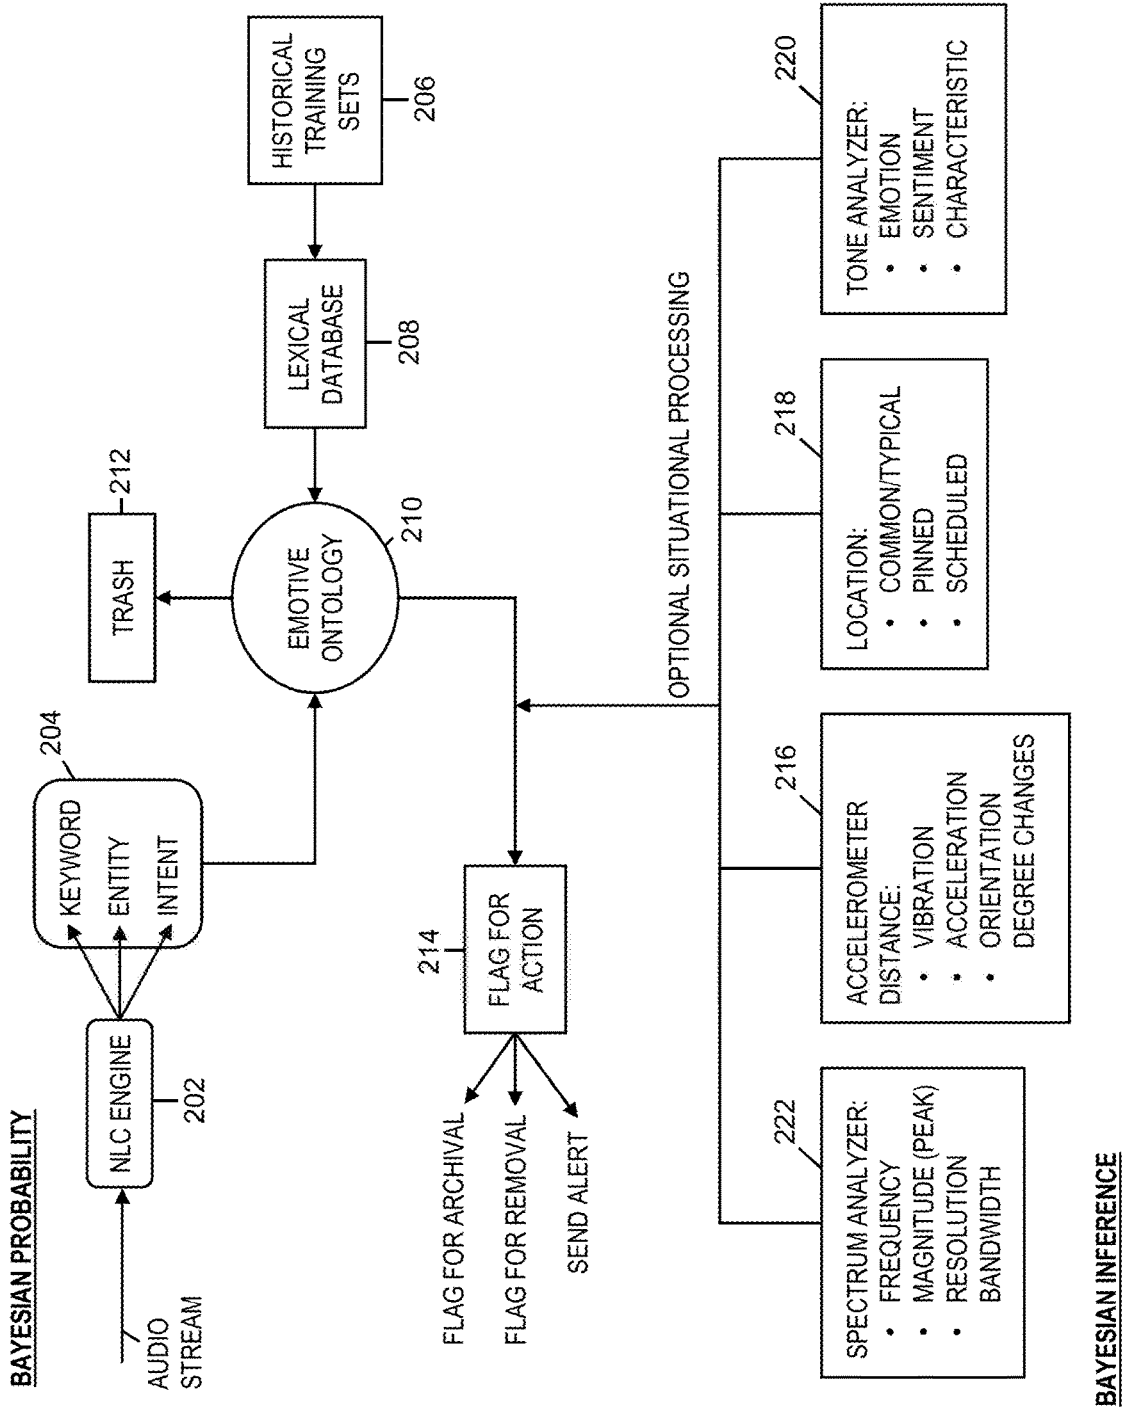 BAYESIAN PROBABILITY
AUDIO
STREAM
NLC ENGINE
202
KEYWORD
ENTITY
INTENT
204
TRASH
212
EMOTIVE
ONTOLOGY
210
LEXICAL
DATABASE
208
HISTORICAL
TRAINING
SETS
206
214
FLAG FOR
ACTION
FLAG FOR ARCHIVAL
FLAG FOR REMOVAL
SEND ALERT
OPTIONAL SITUATIONAL PROCESSING
222
SPECTRUM ANALYZER:
• FREQUENCY
• MAGNITUDE (PEAK)
• RESOLUTION
BANDWIDTH
216
ACCELEROMETER
DISTANCE:
• VIBRATION
• ACCELERATION
• ORIENTATION
DEGREE CHANGES
218
LOCATION:
• COMMON/TYPICAL
• PINNED
• SCHEDULED
220
TONE ANALYZER:
• EMOTION
• SENTIMENT
• CHARACTERISTIC
BAYESIAN INFERENCE